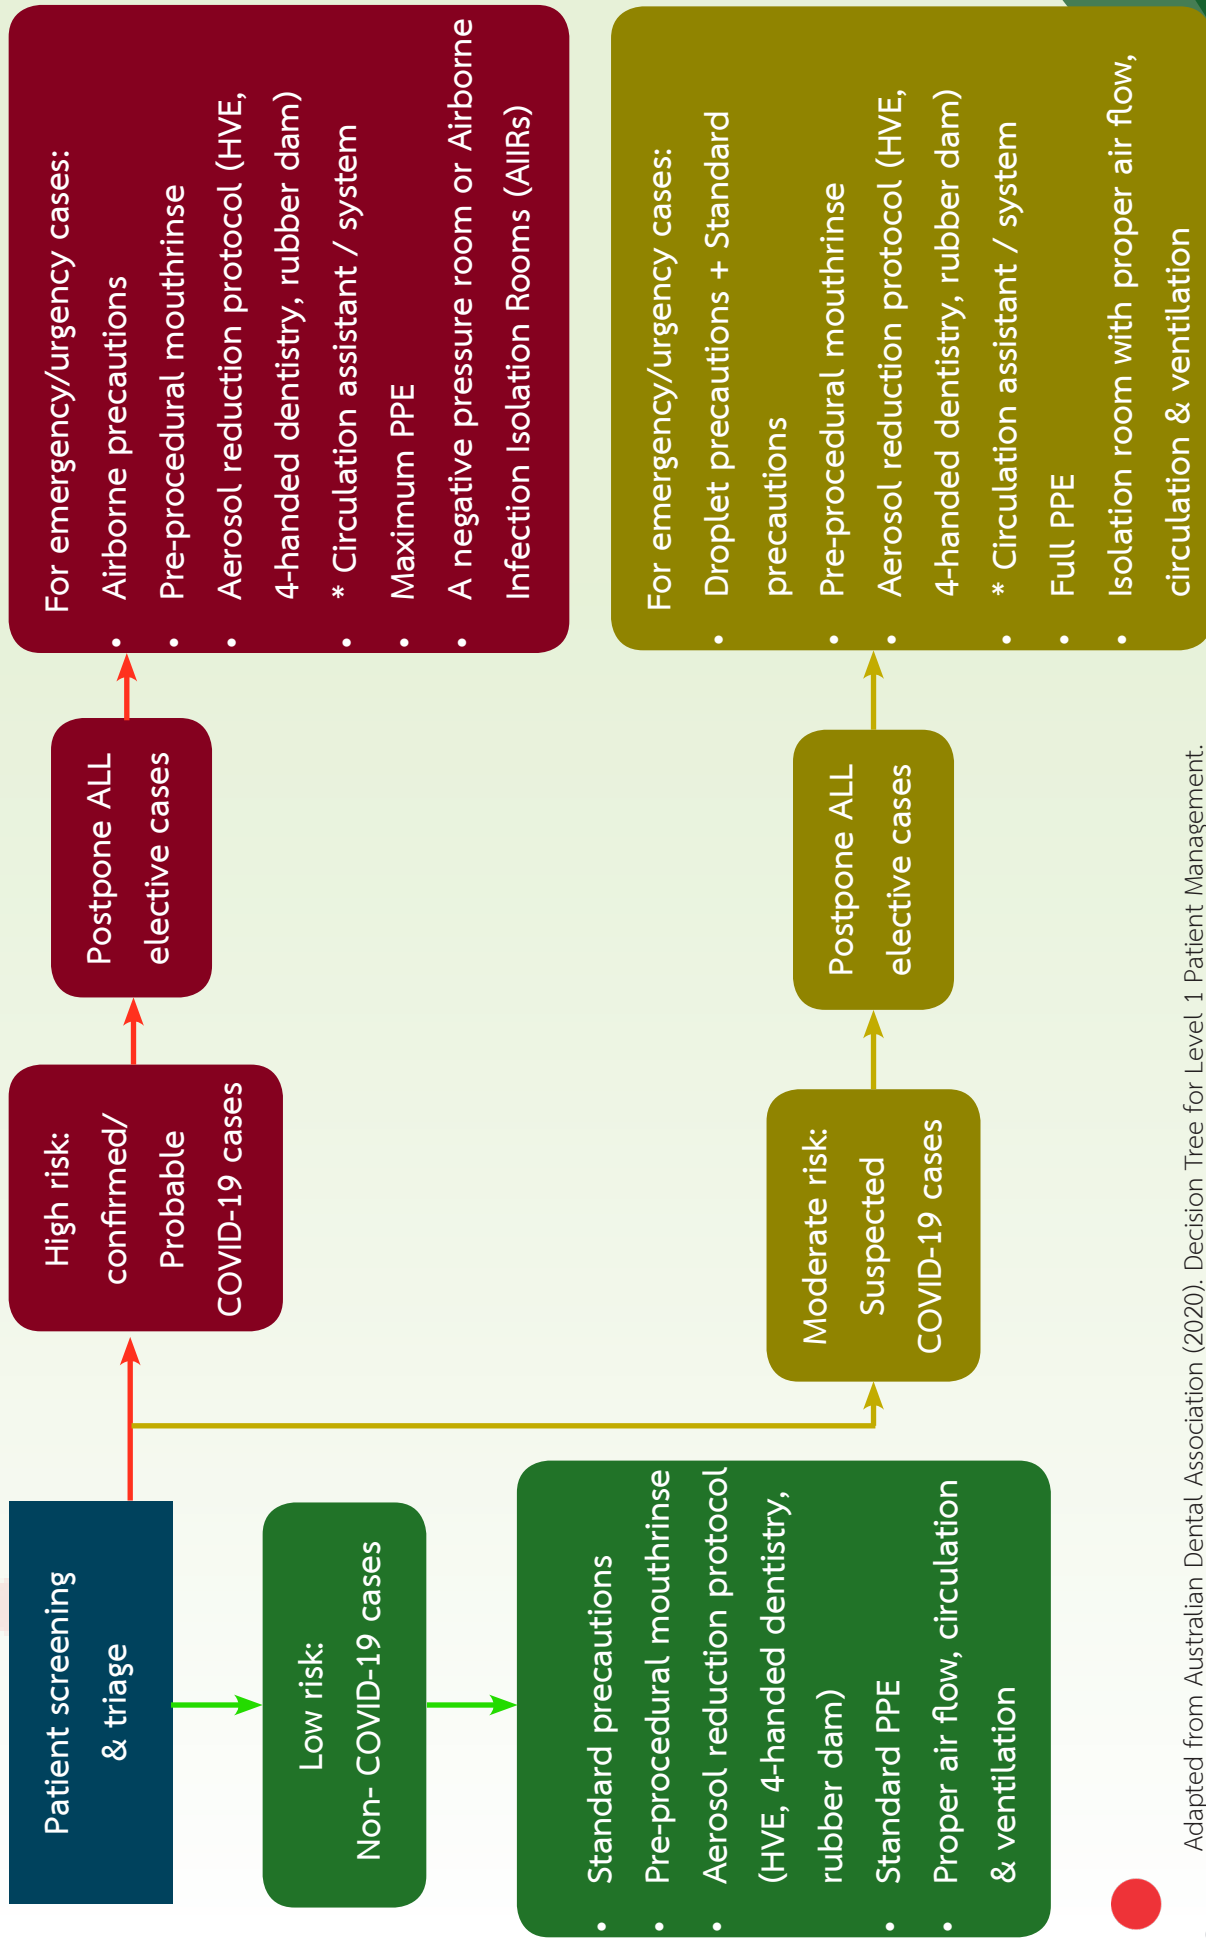 Patient screening
& triage
High risk:
confirmed/
Probable
COVID-19 cases
Postpone ALL
elective cases
For emergency/urgency cases:
• Airborne precautions
• Pre-procedural mouthrinse
• Aerosol reduction protocol (HVE,
4-handed dentistry, rubber dam)
• * Circulation assistant / system
• Maximum PPE
• A negative pressure room or Airborne
Infection Isolation Rooms (AIIRs)
Low risk:
Non- COVID-19 cases
• Standard precautions
• Pre-procedural mouthrinse
• Aerosol reduction protocol
(HVE, 4-handed dentistry,
rubber dam)
• Standard PPE
• Proper air flow, circulation
& ventilation
Moderate risk:
Suspected
COVID-19 cases
Postpone ALL
elective cases
For emergency/urgency cases:
• Droplet precautions + Standard
precautions
• Pre-procedural mouthrinse
• Aerosol reduction protocol (HVE,
4-handed dentistry, rubber dam)
• * Circulation assistant / system
• Full PPE
• Isolation room with proper air flow,
circulation & ventilation
Adapted from Australian Dental Association (2020). Decision Tree for Level 1 Patient Management.